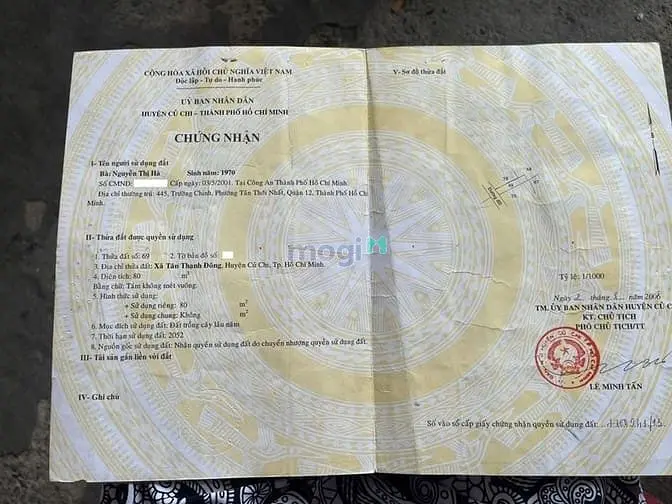 CỘNG HÒA XÃ HỘI CHỦ NGHĨA VIỆT NAM
Độc lập - Tự do - Hạnh phúc
UỶ BAN NHÂN DÂN
HUYỆN CỦ CHI - THÀNH PHỐ HỒ CHÍ MINH
CHỨNG NHẬN
I- Tên người sử dụng đất
Bà: Nguyễn Thị Hà Sinh năm: 1970
Số CMND: Cấp ngày: 03/5/2001. Tại Công An Thành Phố Hồ Chí Minh.
Địa chỉ thường trú: 445, Trường Chinh, Phường Tân Thới Nhất, Quận 12, Thành Phố Hồ Chí
Minh.
II- Thửa đất được quyền sử dụng
1. Thửa đất số: 69 2. Tờ bản đồ số:
3. Địa chỉ thửa đất: Xã Tân Thạnh Đông, Huyện Củ Chi, Tp. Hồ Chí Minh.
4. Diện tích: 80 m²
Bằng chữ: Tám mươi mét vuông.
5. Hình thức sử dụng:
+ Sử dụng riêng: 80 m²
+ Sử dụng chung: Không m²
6. Mục đích sử dụng đất: Đất trồng cây lâu năm
7. Thời hạn sử dụng đất: 2052
8. Nguồn gốc sử dụng đất: Nhận quyền sử dụng đất do chuyển nhượng quyền sử dụng đất.
III- Tài sản gắn liền với đất
IV- Ghi chú
mogi
V- Sơ đồ thửa đất
Đường BĐ
Tỷ lệ: 1/1000
Ngày 2 tháng năm 2006
TM. ỦY BAN NHÂN DÂN HUYỆN CỦ C
KT. CHỦ TỊCH
PHÓ CHỦ TỊCH/TT
LÊ MINH TẤN
Số vào sổ cấp giấy chứng nhận quyền sử dụng đất: